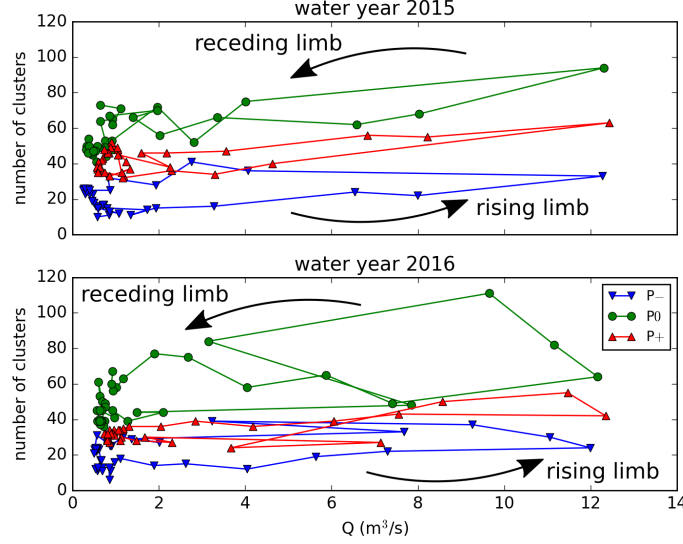 water year 2015
120
100
80
60
40
20
0
number of clusters
receding limb
rising limb
water year 2016
120
100
80
60
40
20
0
number of clusters
receding limb
rising limb
P−
P0
P+
0 2 4 6 8 10 12 14
Q (m³/s)